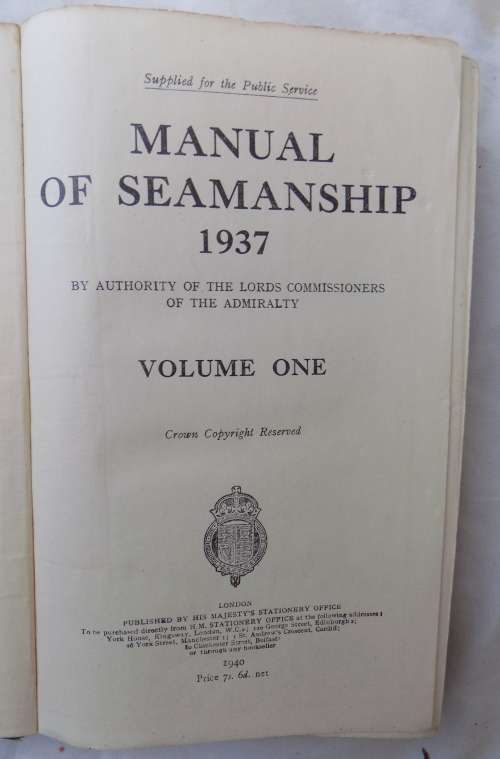 Supplied for the Public Service
MANUAL
OF SEAMANSHIP
1937
BY AUTHORITY OF THE LORDS COMMISSIONERS
OF THE ADMIRALTY
VOLUME ONE
Crown Copyright Reserved
LONDON
PUBLISHED BY HIS MAJESTY'S STATIONERY OFFICE
To be purchased directly from H.M. STATIONERY OFFICE at the following addresses:
York House, Kingsway, London, W.C.2; 120 George Street, Edinburgh 2;
26 York Street, Manchester 1; 1 St. Andrew's Crescent, Cardiff;
80 Chichester Street, Belfast;
or through any bookseller
1940
Price 7s. 6d. net